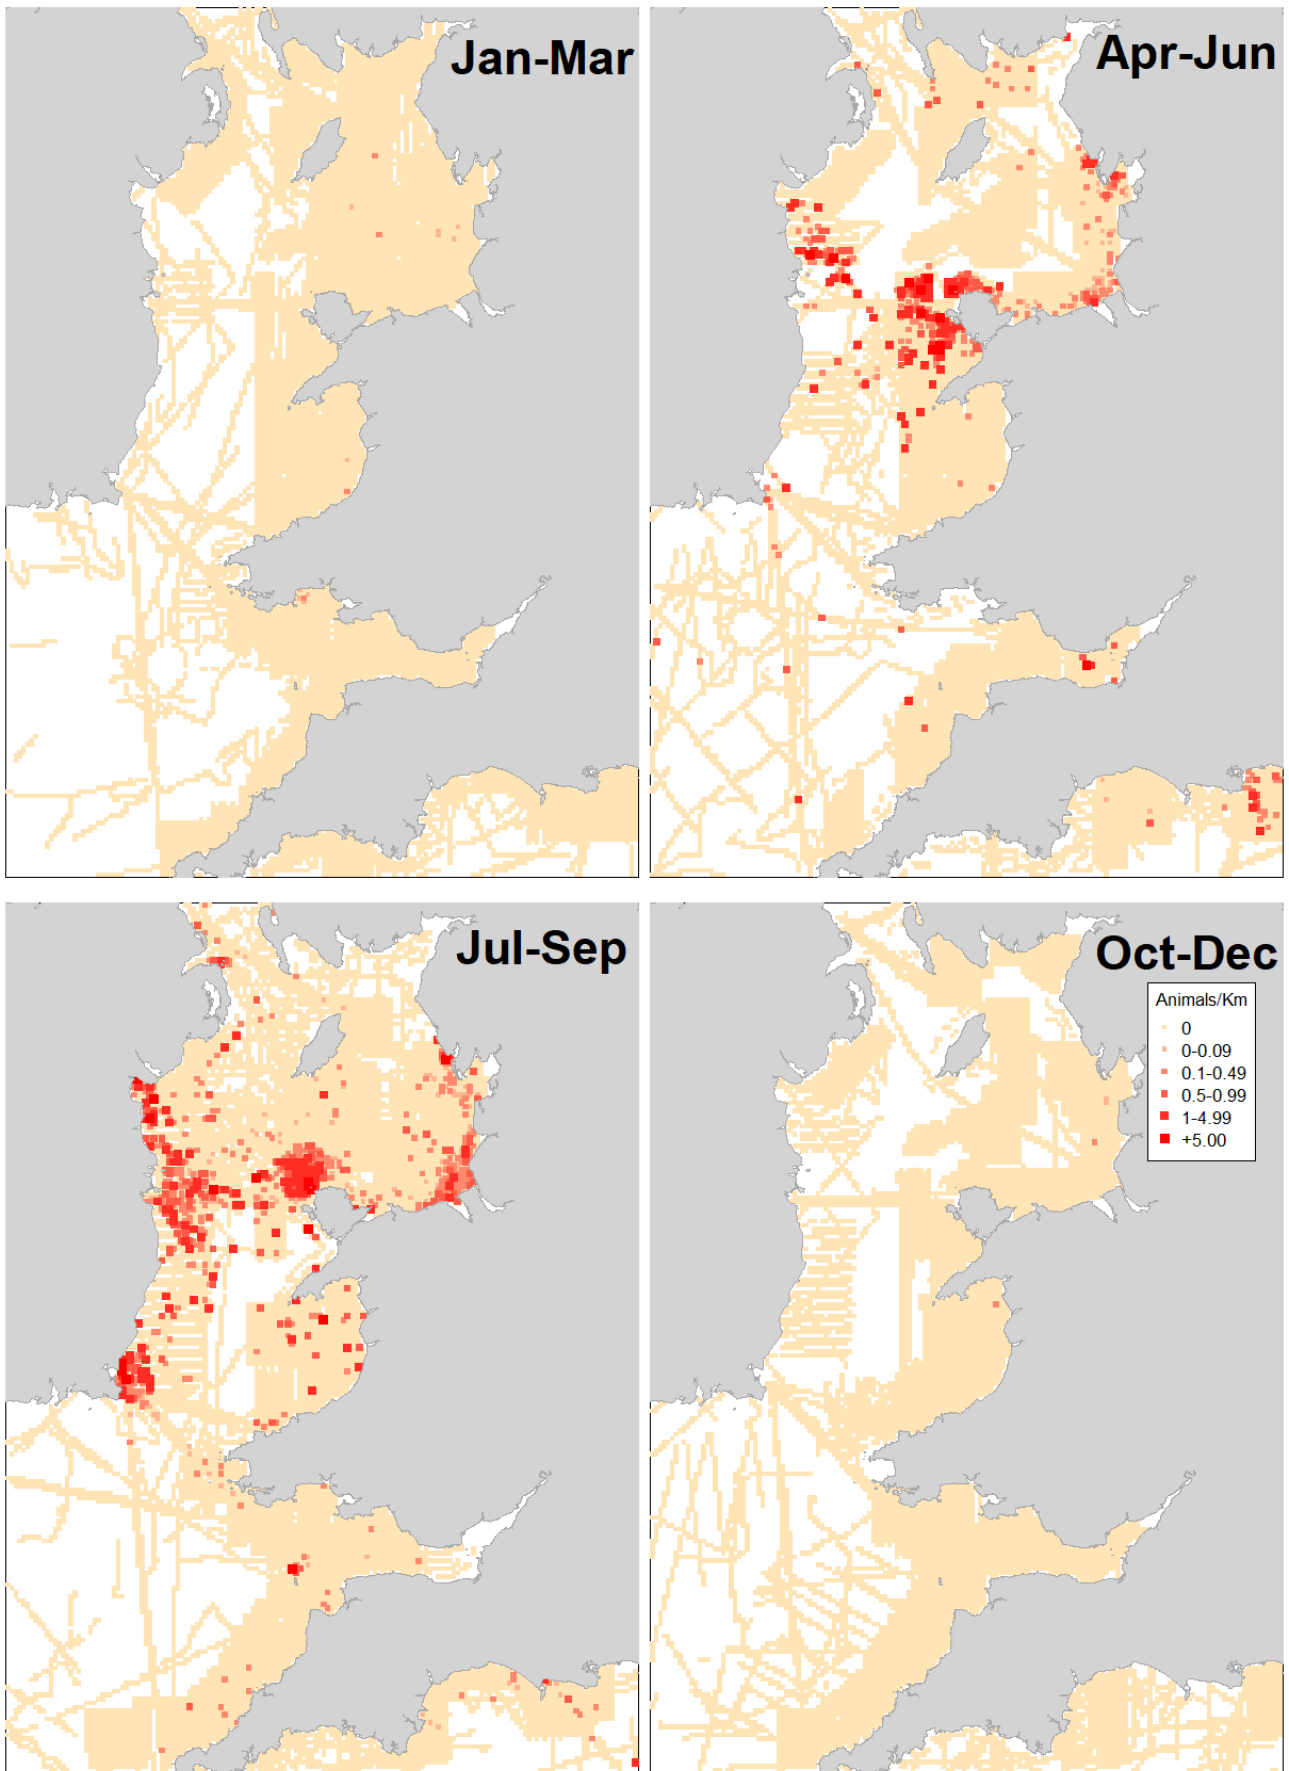 Jan-Mar
Apr-Jun
Jul-Sep
Oct-Dec
Animals/Km
0
0-0.09
0.1-0.49
0.5-0.99
1-4.99
+5.00